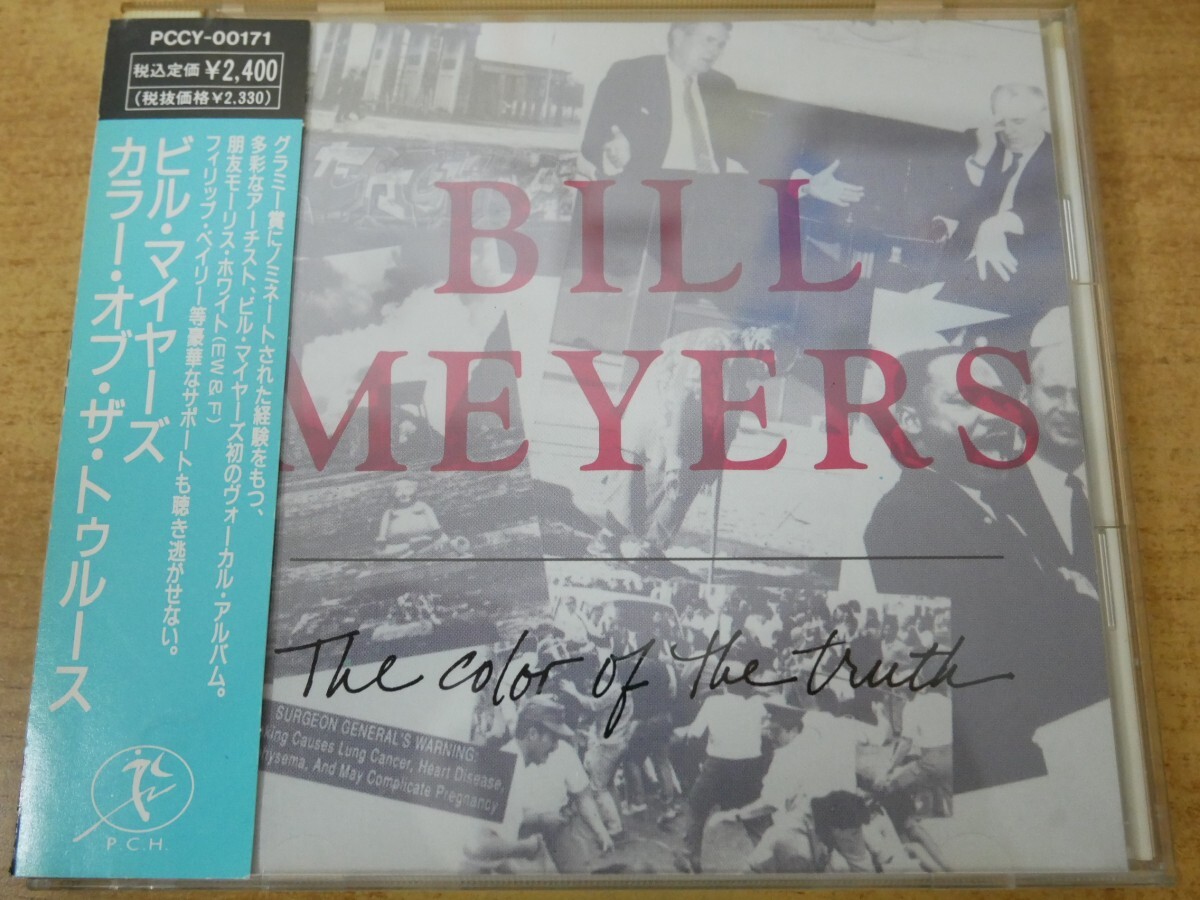 PCCY-00171
税込定価¥2,400
(税抜価格¥2,330)
グラミー賞にノミネートされた経験をもつ、
多彩なアーチスト、ビル・マイヤーズ初のヴォーカル・アルバム。
朋友モーリス・ホワイト(EW&F)
フィリップ・ベイリー等豪華なサポートも聴き逃がせない。
ビル・マイヤーズ
カラー・オブ・ザ・トゥルース
P.C.H.
BILL
MEYERS
The color of the truth
SURGEON GENERAL'S WARNING:
king Causes Lung Cancer, Heart Disease,
nysema, And May Complicate Pregnancy